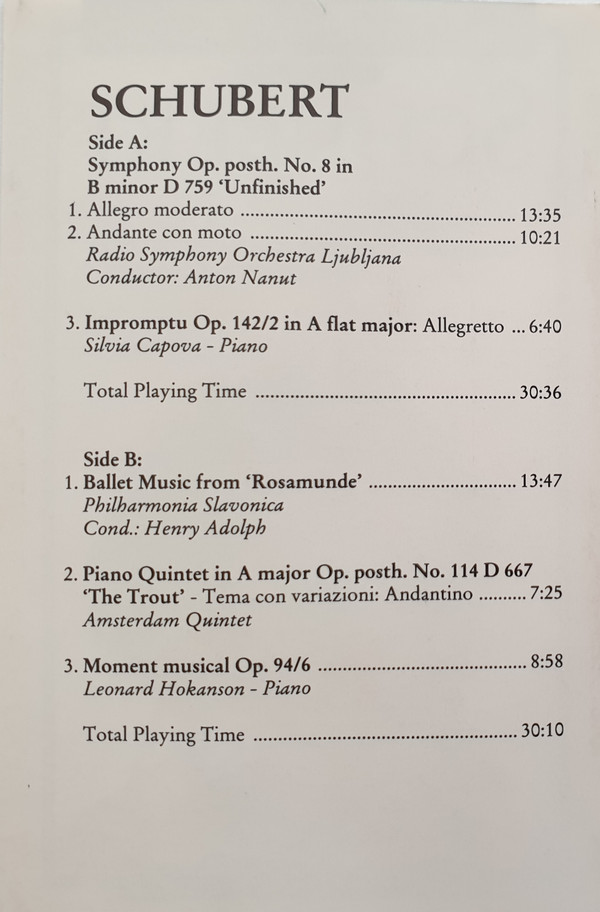 SCHUBERT
Side A:
Symphony Op. posth. No. 8 in
B minor D 759 ‘Unfinished’
1. Allegro moderato ............................................. 13:35
2. Andante con moto ............................................ 10:21
Radio Symphony Orchestra Ljubljana
Conductor: Anton Nanut
3. Impromptu Op. 142/2 in A flat major: Allegretto ... 6:40
Silvia Capova - Piano
Total Playing Time ........................................... 30:36
Side B:
1. Ballet Music from ‘Rosamunde’ ........................ 13:47
Philharmonia Slavonica
Cond.: Henry Adolph
2. Piano Quintet in A major Op. posth. No. 114 D 667
‘The Trout’ - Tema con variazioni: Andantino .......... 7:25
Amsterdam Quintet
3. Moment musical Op. 94/6 .................................. 8:58
Leonard Hokanson - Piano
Total Playing Time ........................................... 30:10